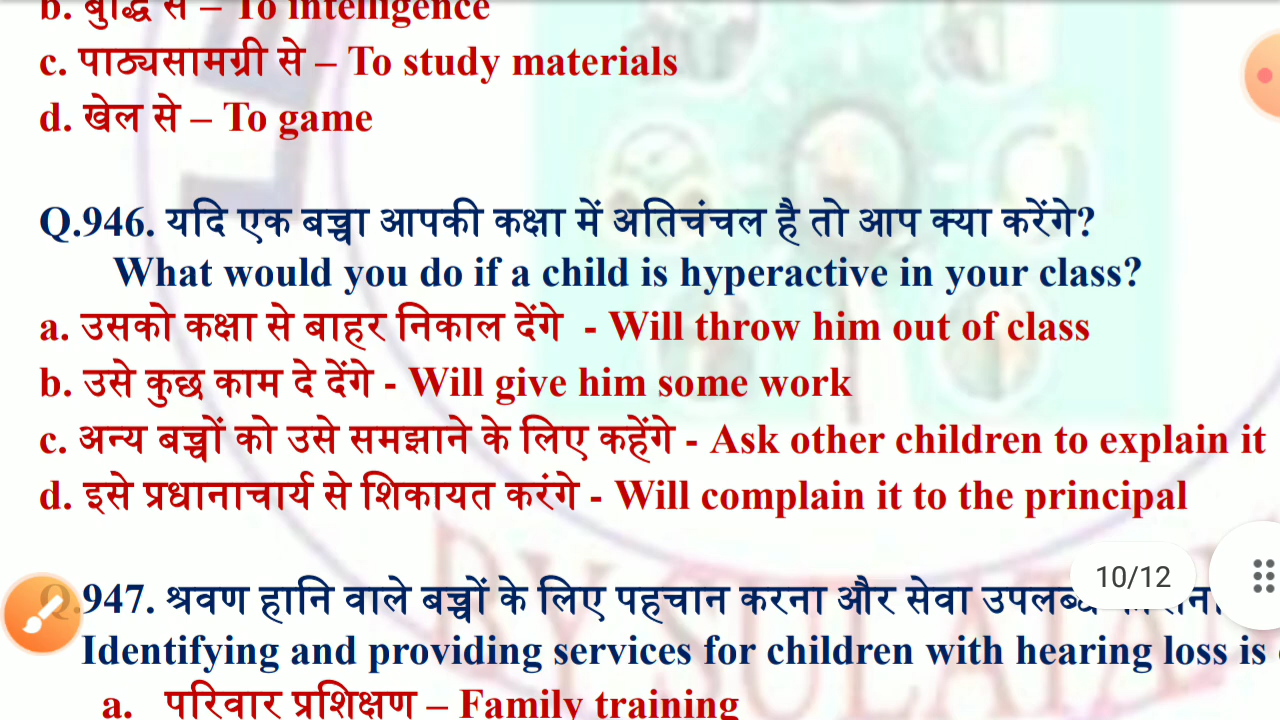 b. बुद्धि से – To intelligence
c. पाठ्यसामग्री से – To study materials
d. खेल से – To game
Q.946. यदि एक बच्चा आपकी कक्षा में अतिचंचल है तो आप क्या करेंगे?
What would you do if a child is hyperactive in your class?
a. उसको कक्षा से बाहर निकाल देंगे - Will throw him out of class
b. उसे कुछ काम दे देंगे - Will give him some work
c. अन्य बच्चों को उसे समझाने के लिए कहेंगे - Ask other children to explain it
d. इसे प्रधानाचार्य से शिकायत करंगे - Will complain it to the principal
10/12
Q.947. श्रवण हानि वाले बच्चों के लिए पहचान करना और सेवा
Identifying and providing services for children with hearing loss is
a. परिवार प्रशिक्षण – Family training